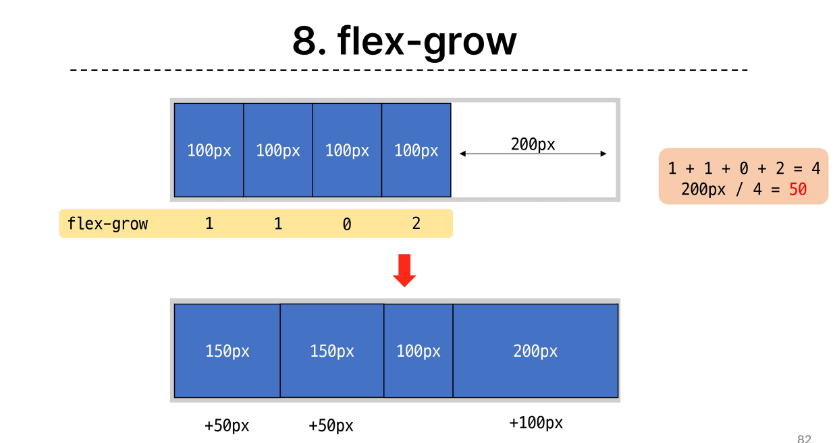 8. flex-grow
100px 100px 100px 100px 200px
1 + 1 + 0 + 2 = 4
200px / 4 = 50
flex-grow 1 1 0 2
150px 150px 100px 200px
+50px +50px +100px
82